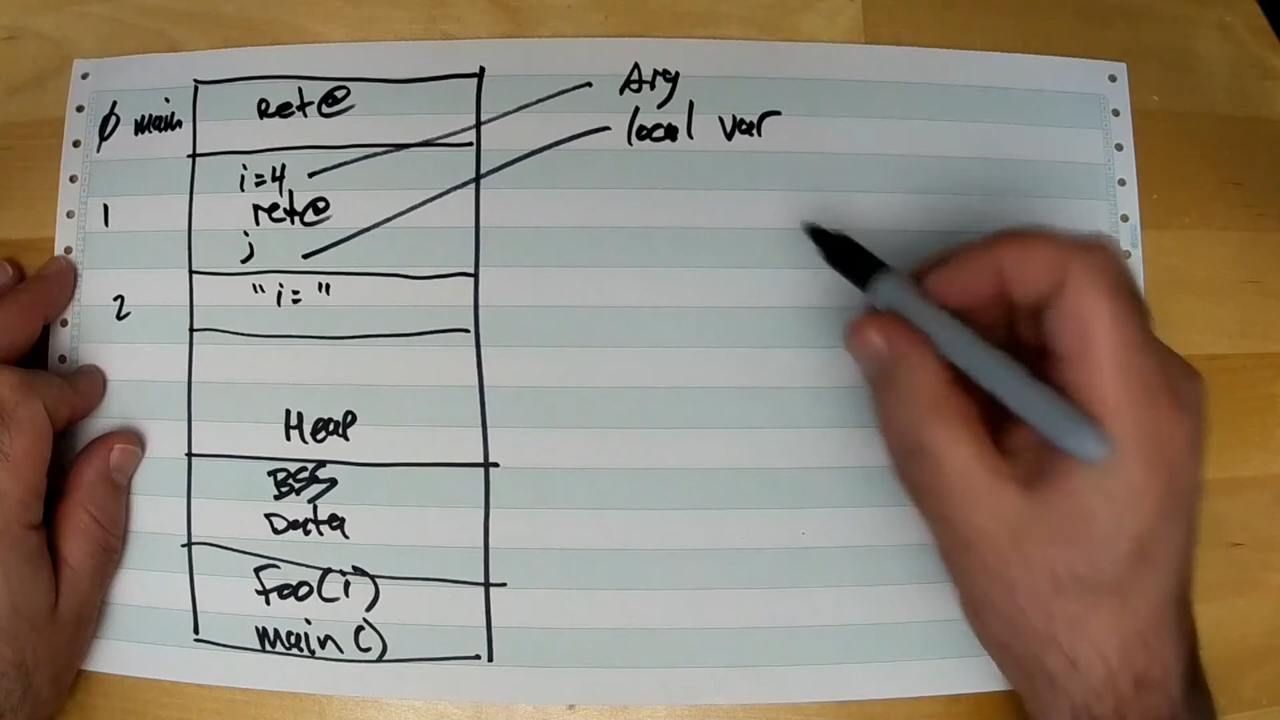 Ø main
ret@
Arg
local var
i=4
1
ret@
j
2
"i="
Heap
BSS
Data
foo(i)
main()